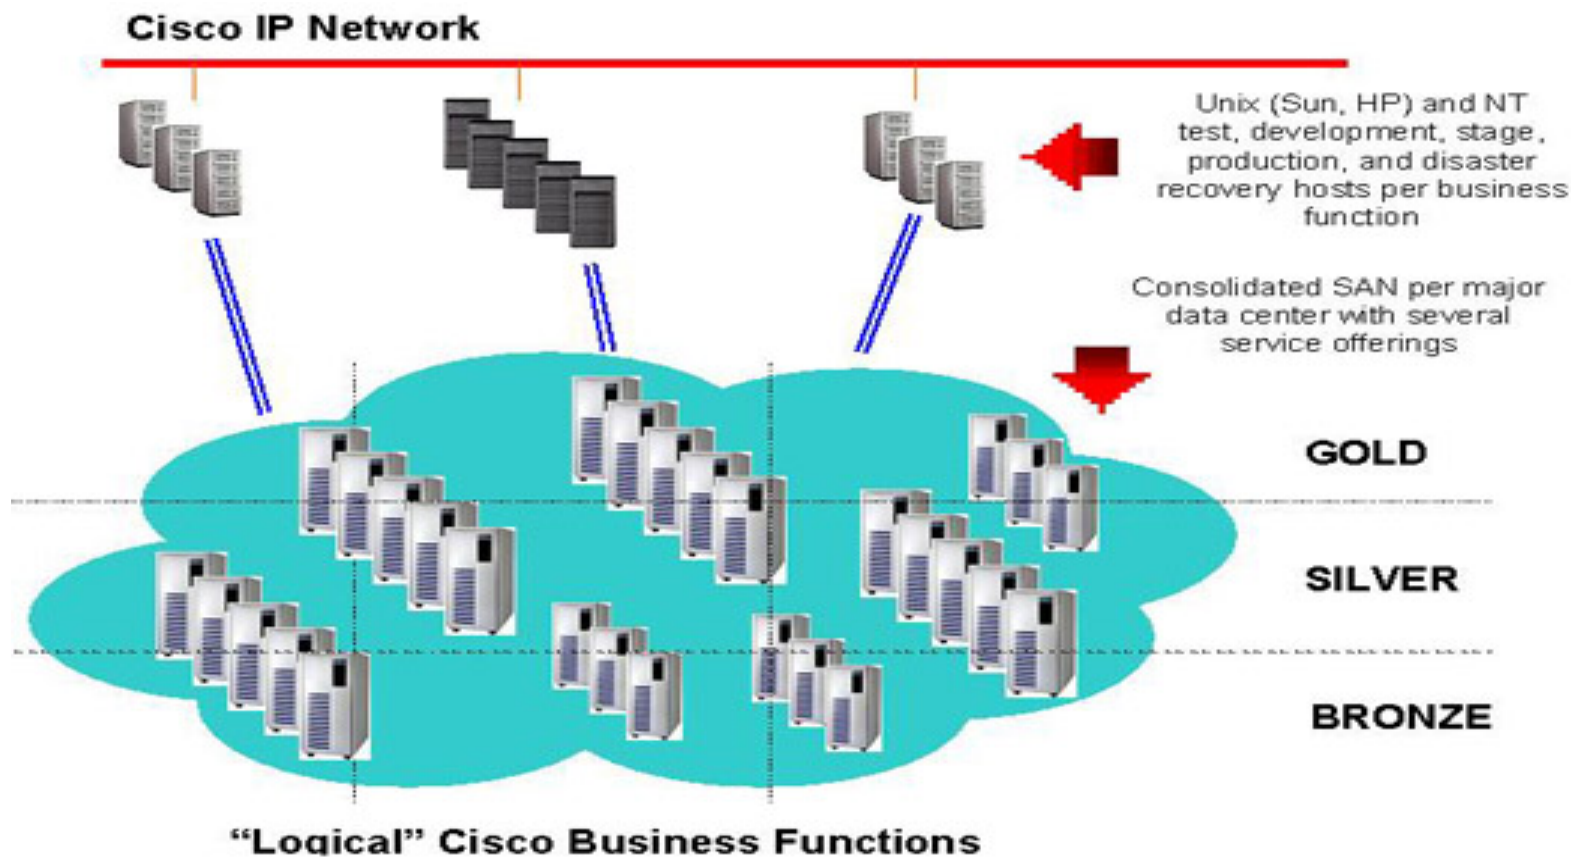 Cisco IP Network
Unix (Sun, HP) and NT
test, development, stage,
production, and disaster
recovery hosts per business
function
Consolidated SAN per major
data center with several
service offerings
GOLD
SILVER
BRONZE
“Logical” Cisco Business Functions